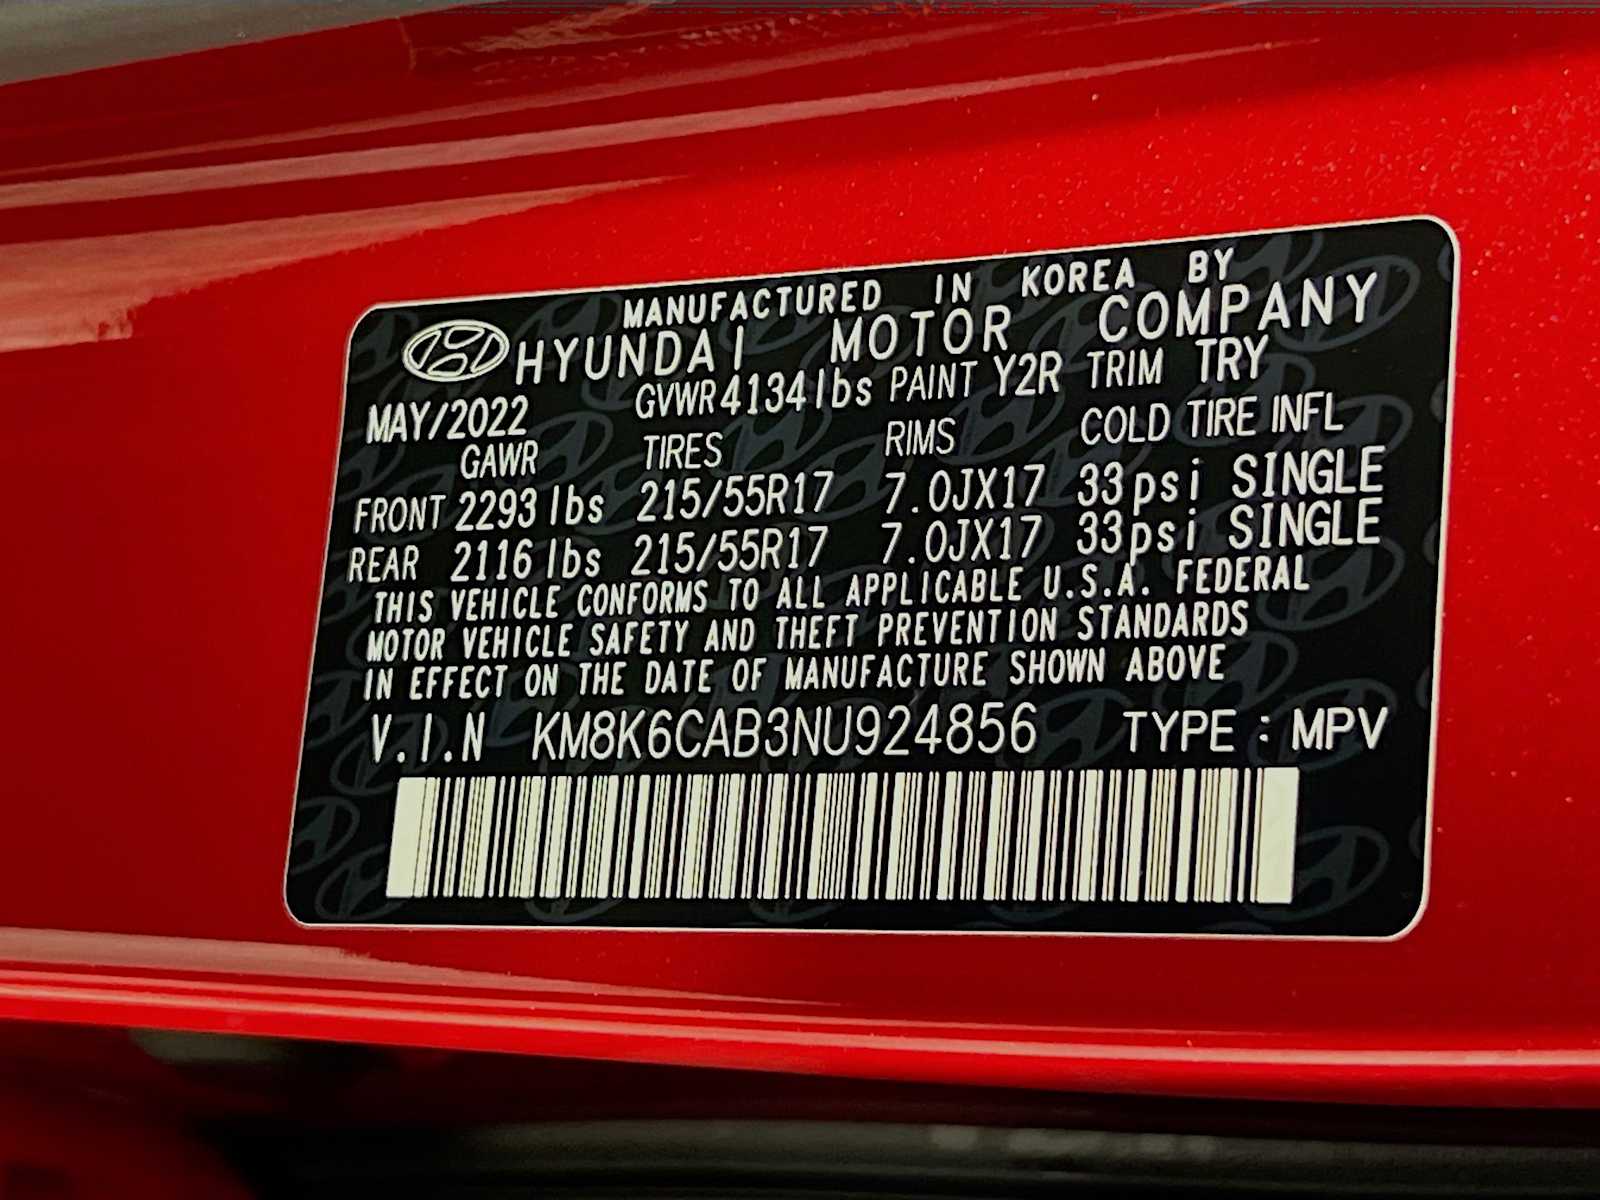 MANUFACTURED IN KOREA BY
HYUNDAI MOTOR COMPANY
MAY/2022 GVWR 4134lbs PAINT Y2R TRIM TRY
GAWR TIRES RIMS COLD TIRE INFL
FRONT 2293 lbs 215/55R17 7.0JX17 33psi SINGLE
REAR 2116 lbs 215/55R17 7.0JX17 33psi SINGLE
THIS VEHICLE CONFORMS TO ALL APPLICABLE U.S.A. FEDERAL
MOTOR VEHICLE SAFETY AND THEFT PREVENTION STANDARDS
IN EFFECT ON THE DATE OF MANUFACTURE SHOWN ABOVE
V.I.N KM8K6CAB3NU924856 TYPE : MPV